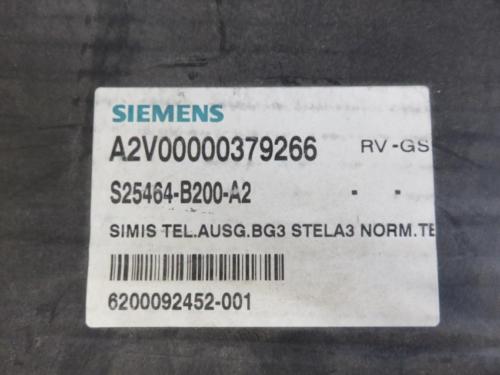 SIEMENS
A2V00000379266 RV-GS
S25464-B200-A2 - -
SIMIS TEL.AUSG.BG3 STELA3 NORM.TE
6200092452-001